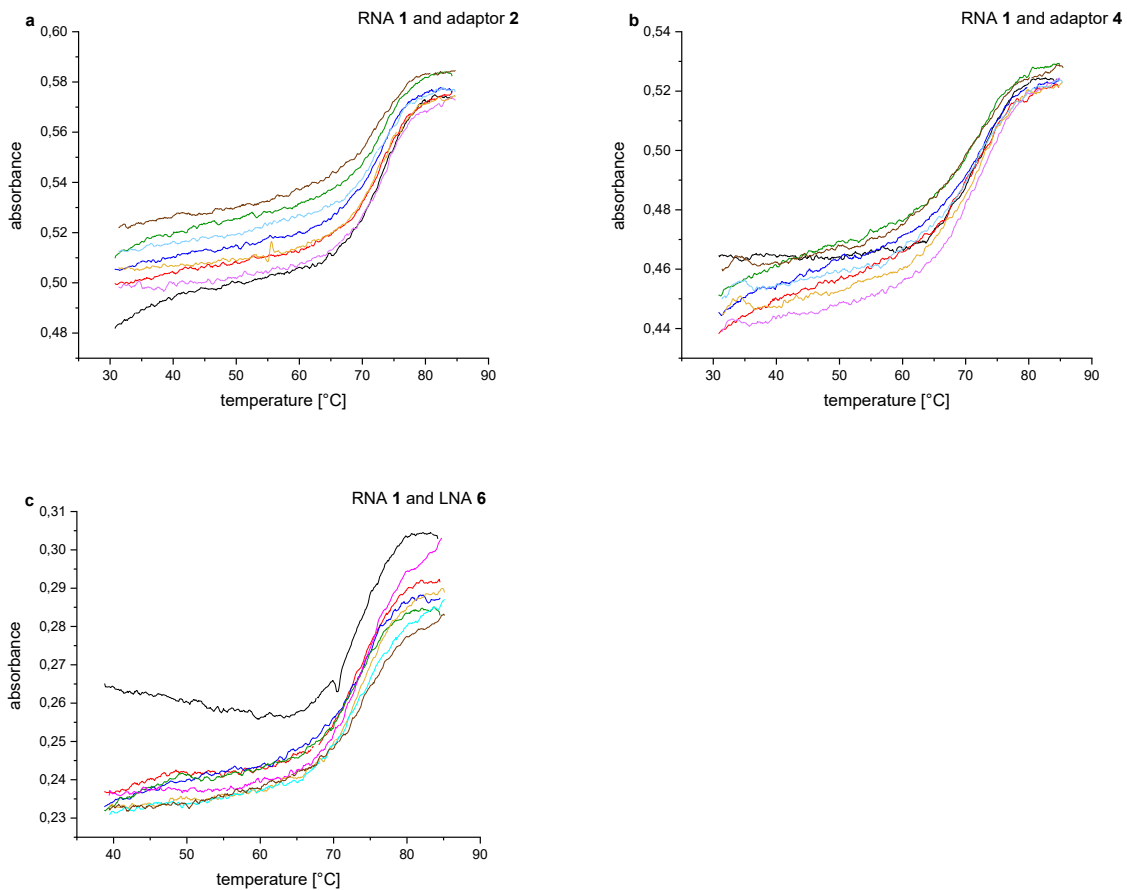 a
RNA 1 and adaptor 2
0,60
0,58
0,56
0,54
0,52
0,50
0,48
absorbance
30 40 50 60 70 80 90
temperature [°C]
b
RNA 1 and adaptor 4
0,54
0,52
0,50
0,48
0,46
0,44
absorbance
30 40 50 60 70 80 90
temperature [°C]
c
RNA 1 and LNA 6
0,31
0,30
0,29
0,28
0,27
0,26
0,25
0,24
0,23
absorbance
40 50 60 70 80 90
temperature [°C]